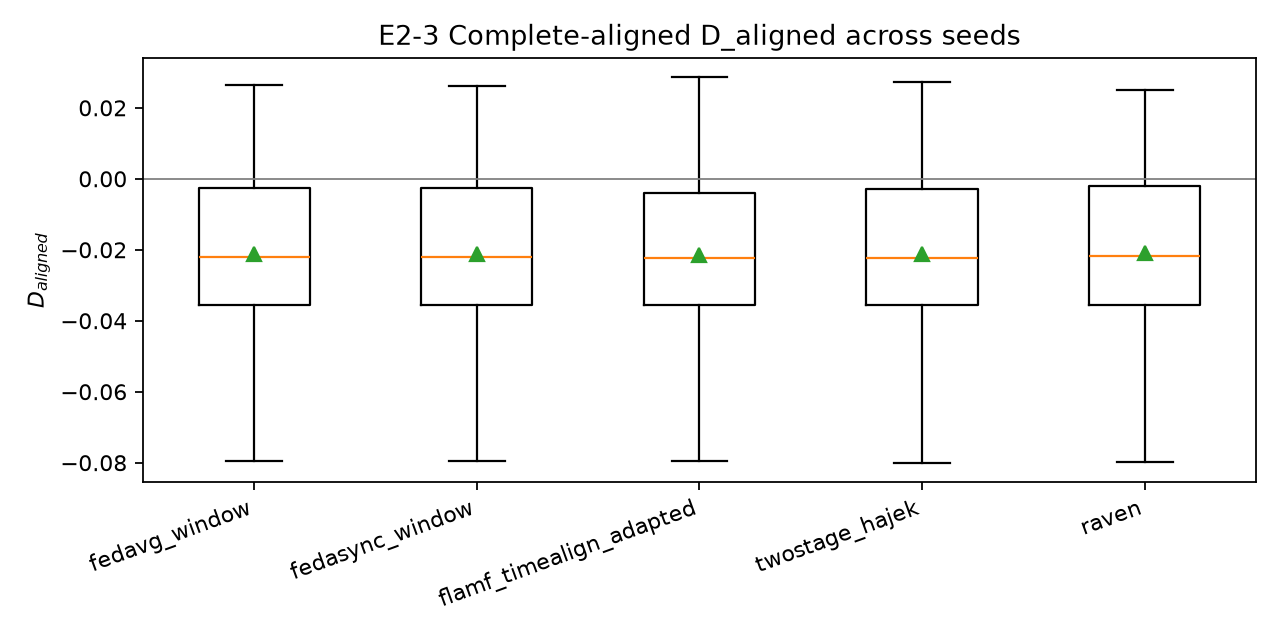 E2-3 Complete-aligned D_aligned across seeds
0.02
0.00
−0.02
−0.04
−0.06
−0.08
D_aligned
fedavg_window
fedasync_window
flamf_timealign_adapted
twostage_hajek
raven